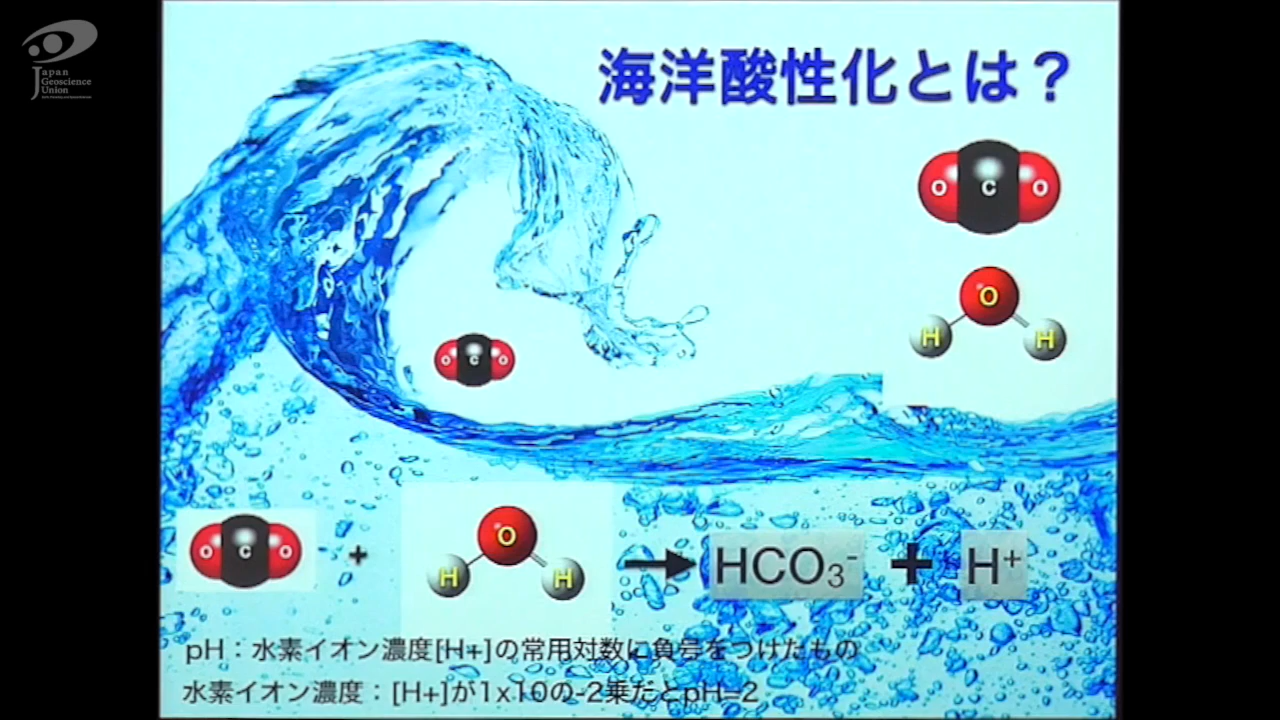 Japan
Geoscience
Union
海洋酸性化とは？
O C O
O
H H
O C O
O C O + O H H → HCO₃⁻ + H⁺
pH：水素イオン濃度[H+]の常用対数に負号をつけたもの
水素イオン濃度：[H+]が1x10の-2乗だとpH=2